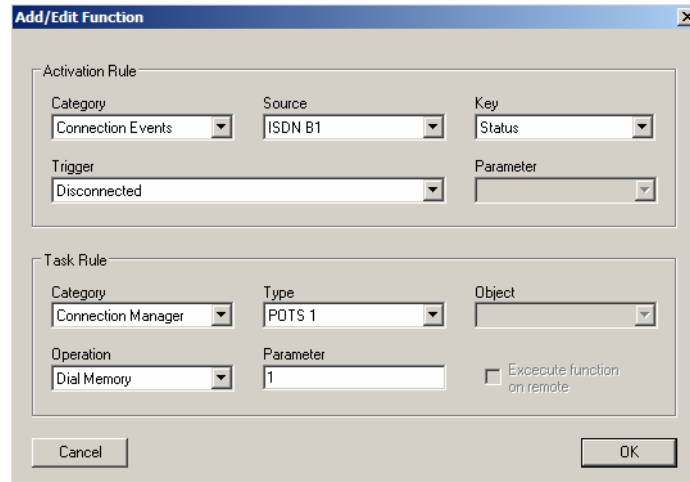 Add/Edit Function
Activation Rule
Category Source Key
Connection Events ISDN B1 Status
Trigger Parameter
Disconnected
Task Rule
Category Type Object
Connection Manager POTS 1
Operation Parameter
Dial Memory 1 Excecute function
on remote
Cancel OK